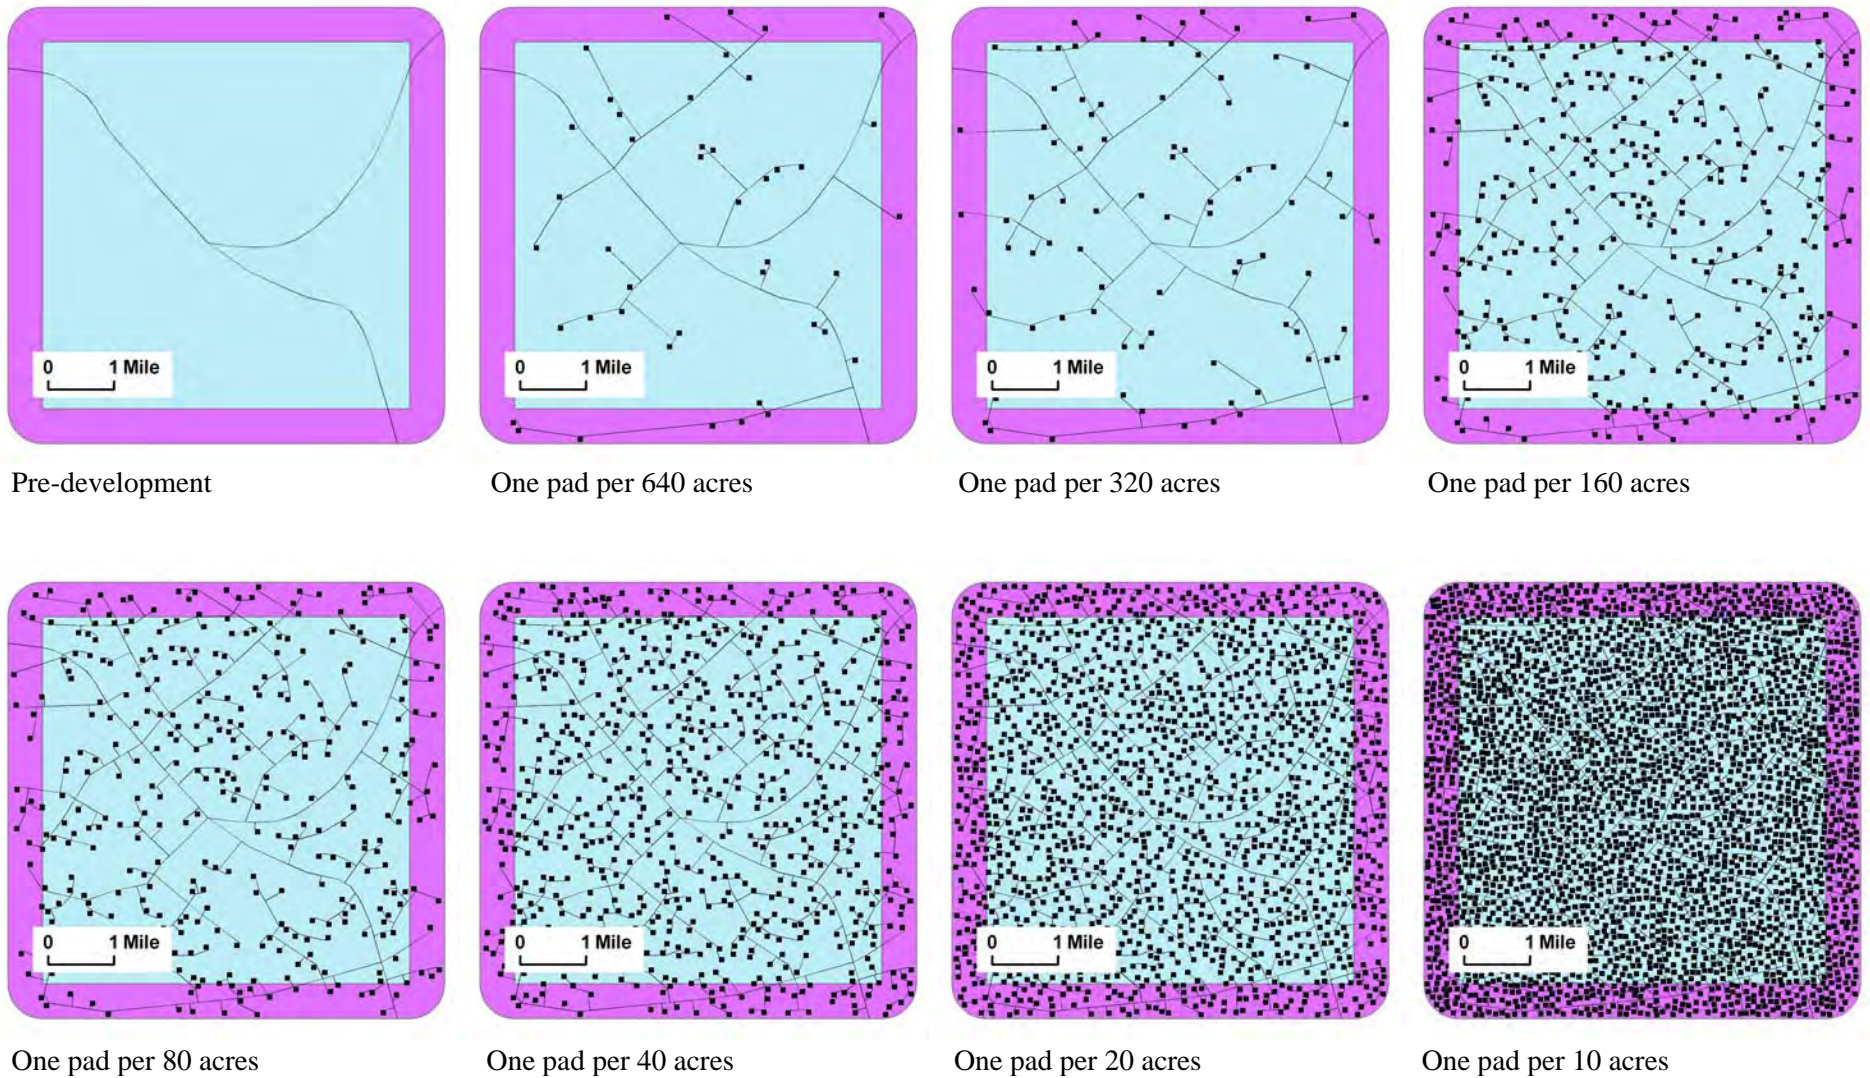 0 1 Mile
0 1 Mile
0 1 Mile
0 1 Mile
Pre-development
One pad per 640 acres
One pad per 320 acres
One pad per 160 acres
0 1 Mile
0 1 Mile
0 1 Mile
0 1 Mile
One pad per 80 acres
One pad per 40 acres
One pad per 20 acres
One pad per 10 acres